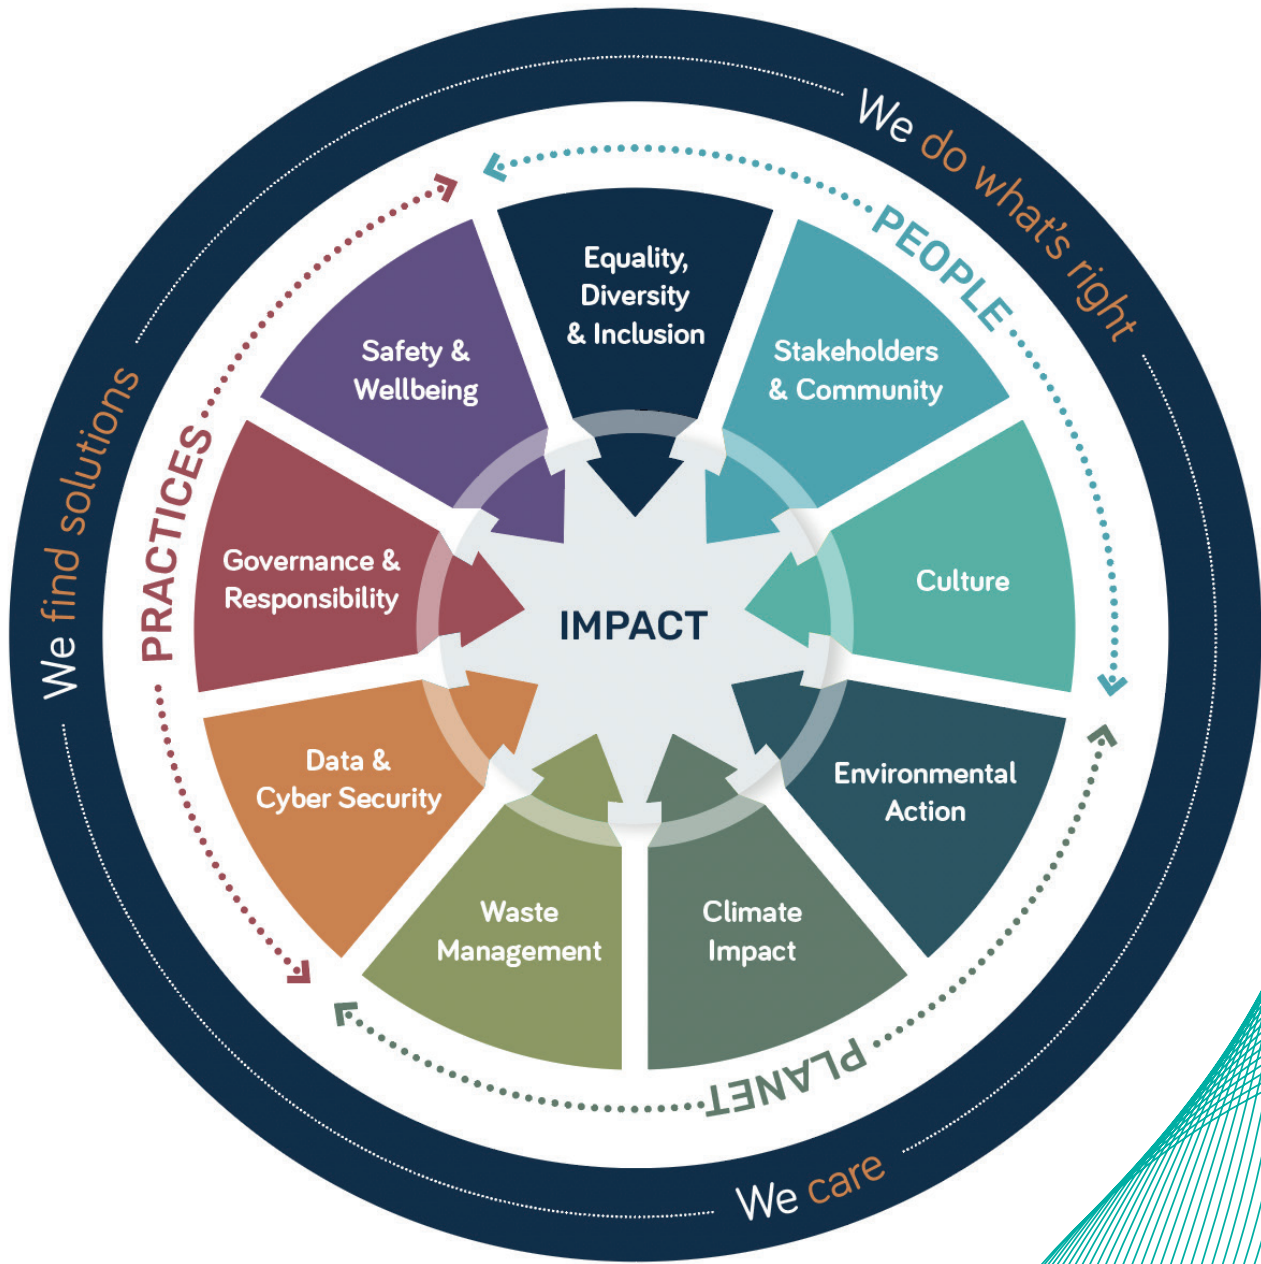 We do what's right
PEOPLE
Equality,
Diversity
& Inclusion
Stakeholders
& Community
Culture
Environmental
Action
Climate
Impact
Waste
Management
Data &
Cyber Security
Governance &
Responsibility
Safety &
Wellbeing
IMPACT
PLANET
PRACTICES
We care
We find solutions